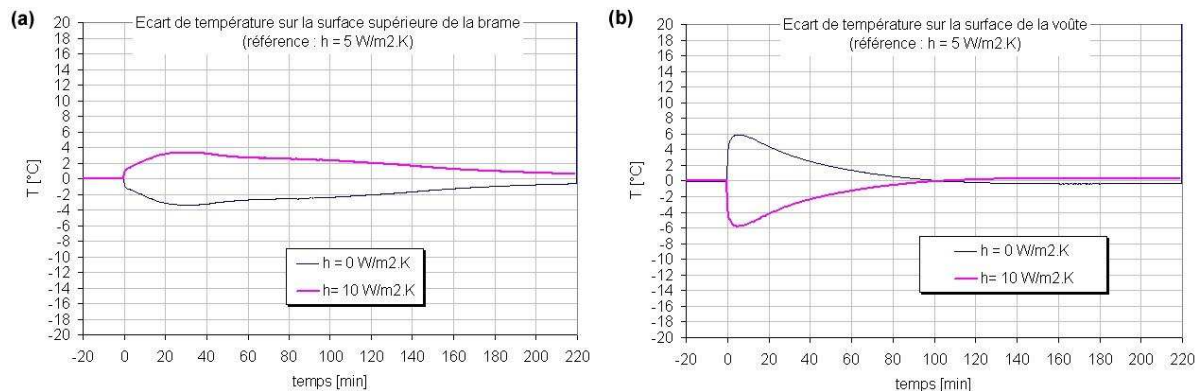 (a)
Ecart de température sur la surface supérieure de la brame
(référence : h = 5 W/m2.K)
20
18
16
14
12
10
8
6
4
2
0
-2
-4
-6
-8
-10
-12
-14
-16
-18
-20
T [°C]
h = 0 W/m2.K
h= 10 W/m2.K
-20 0 20 40 60 80 100 120 140 160 180 200 220
temps [min]
(b)
Ecart de température sur la surface de la voûte
(référence : h = 5 W/m2.K)
20
18
16
14
12
10
8
6
4
2
0
-2
-4
-6
-8
-10
-12
-14
-16
-18
-20
T [°C]
h = 0 W/m2.K
h = 10 W/m2.K
-20 0 20 40 60 80 100 120 140 160 180 200 220
temps [min]